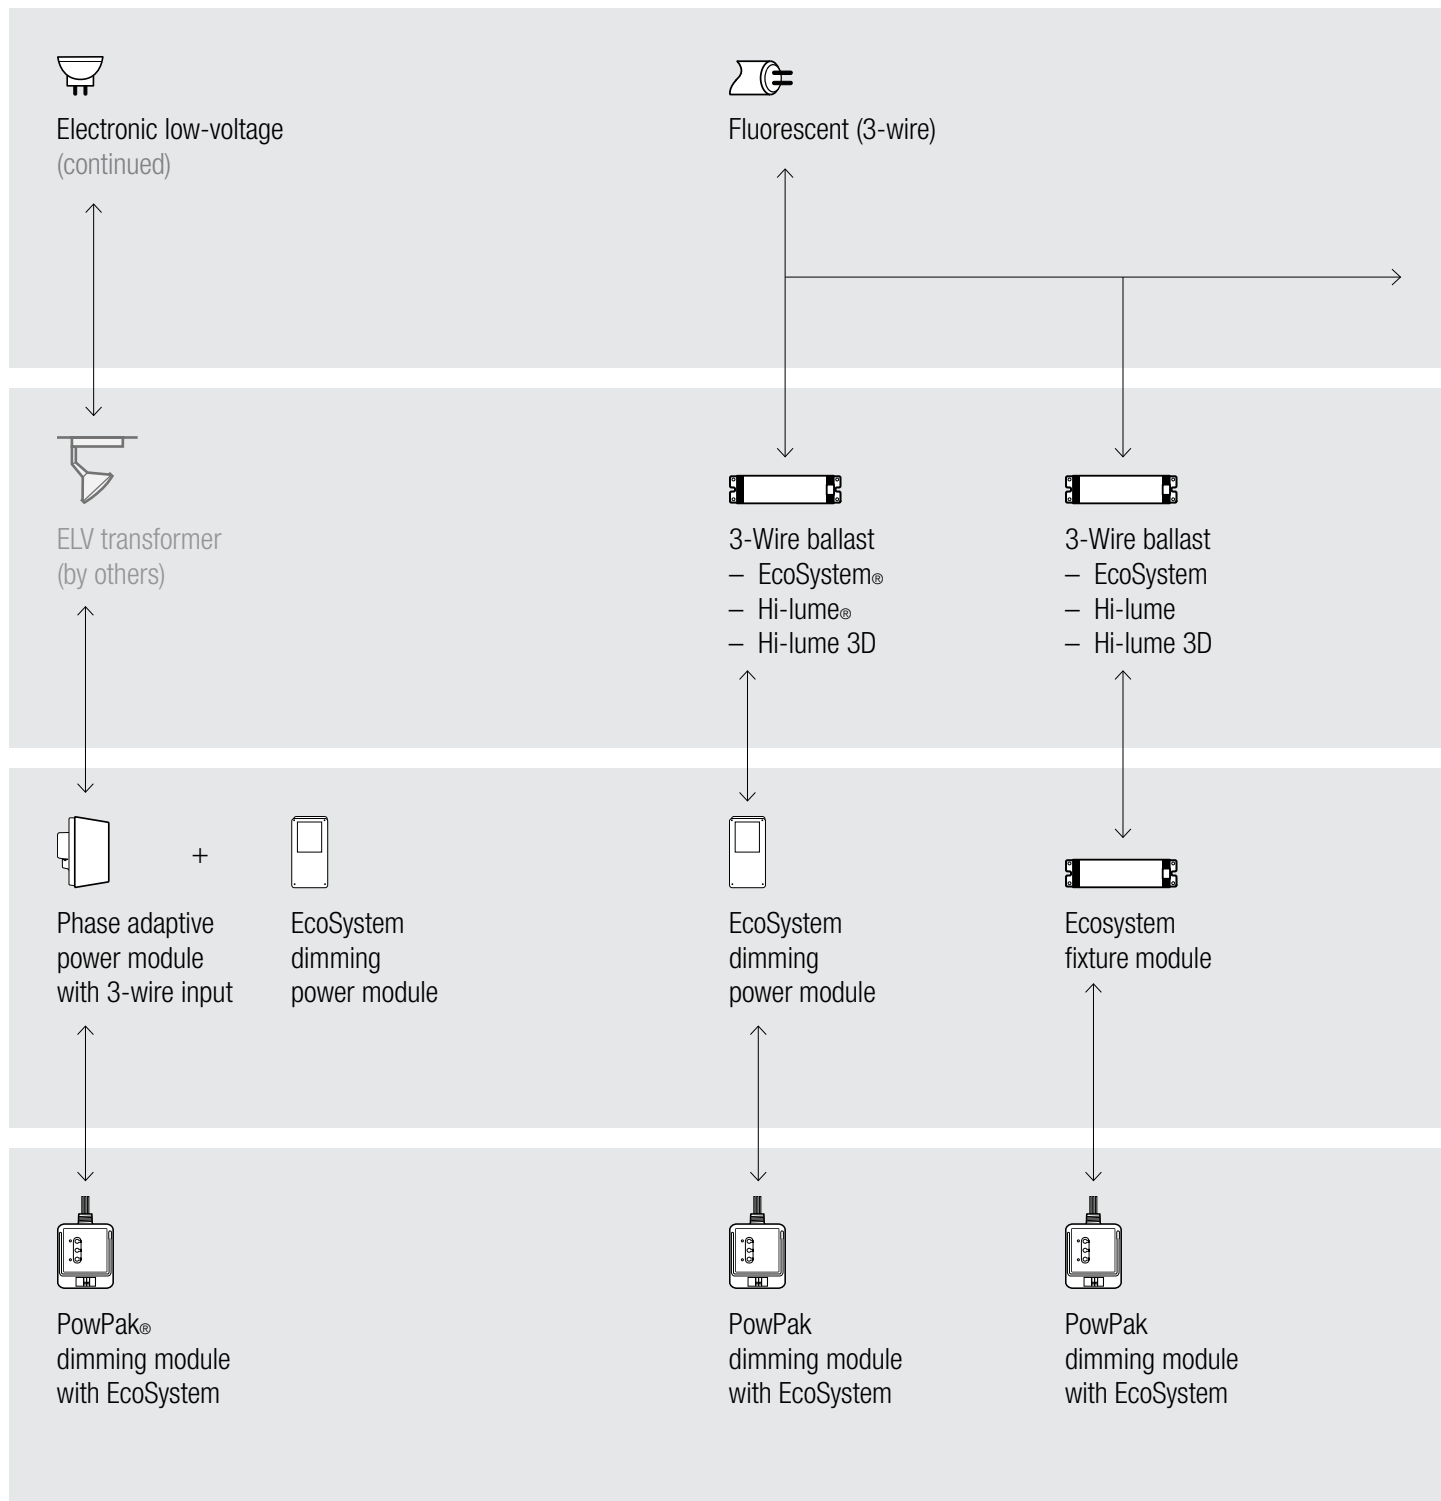 Electronic low-voltage
(continued)
Fluorescent (3-wire)
ELV transformer
(by others)
3-Wire ballast
– EcoSystem®
– Hi-lume®
– Hi-lume 3D
3-Wire ballast
– EcoSystem
– Hi-lume
– Hi-lume 3D
Phase adaptive
power module
with 3-wire input
+
EcoSystem
dimming
power module
EcoSystem
dimming
power module
Ecosystem
fixture module
PowPak®
dimming module
with EcoSystem
PowPak
dimming module
with EcoSystem
PowPak
dimming module
with EcoSystem